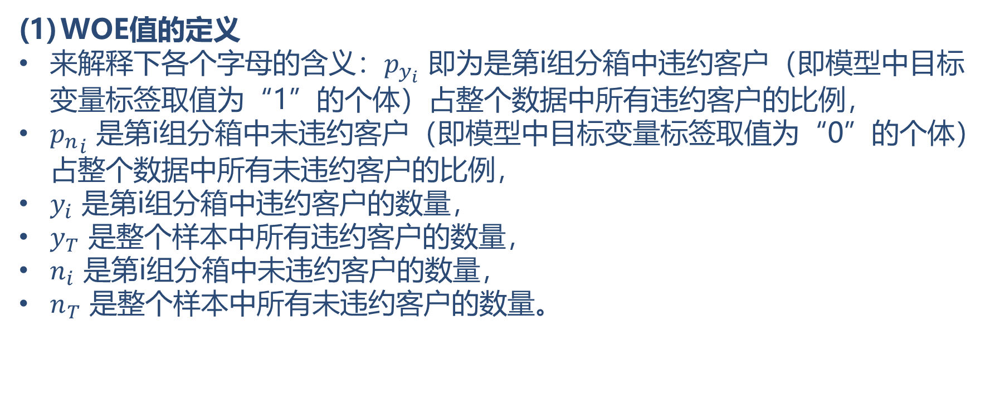 (1) WOE值的定义
• 来解释下各个字母的含义：$p_{y_i}$ 即为是第i组分箱中违约客户（即模型中目标
变量标签取值为“1”的个体）占整个数据中所有违约客户的比例，
• $p_{n_i}$ 是第i组分箱中未违约客户（即模型中目标变量标签取值为“0”的个体）
占整个数据中所有未违约客户的比例，
• $y_i$ 是第i组分箱中违约客户的数量，
• $y_T$ 是整个样本中所有违约客户的数量，
• $n_i$ 是第i组分箱中未违约客户的数量，
• $n_T$ 是整个样本中所有未违约客户的数量。